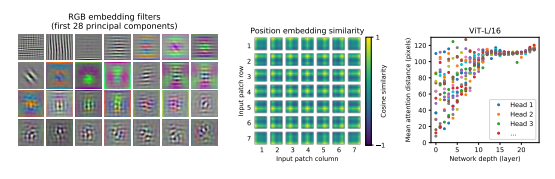 RGB embedding filters
(first 28 principal components)
Position embedding similarity
1
2
3
4
5
6
7
Input patch row
1 2 3 4 5 6 7
Input patch column
1
-1
Cosine similarity
ViT-L/16
120
100
80
60
40
20
0
Mean attention distance (pixels)
Head 1
Head 2
Head 3
...
0 5 10 15 20
Network depth (layer)